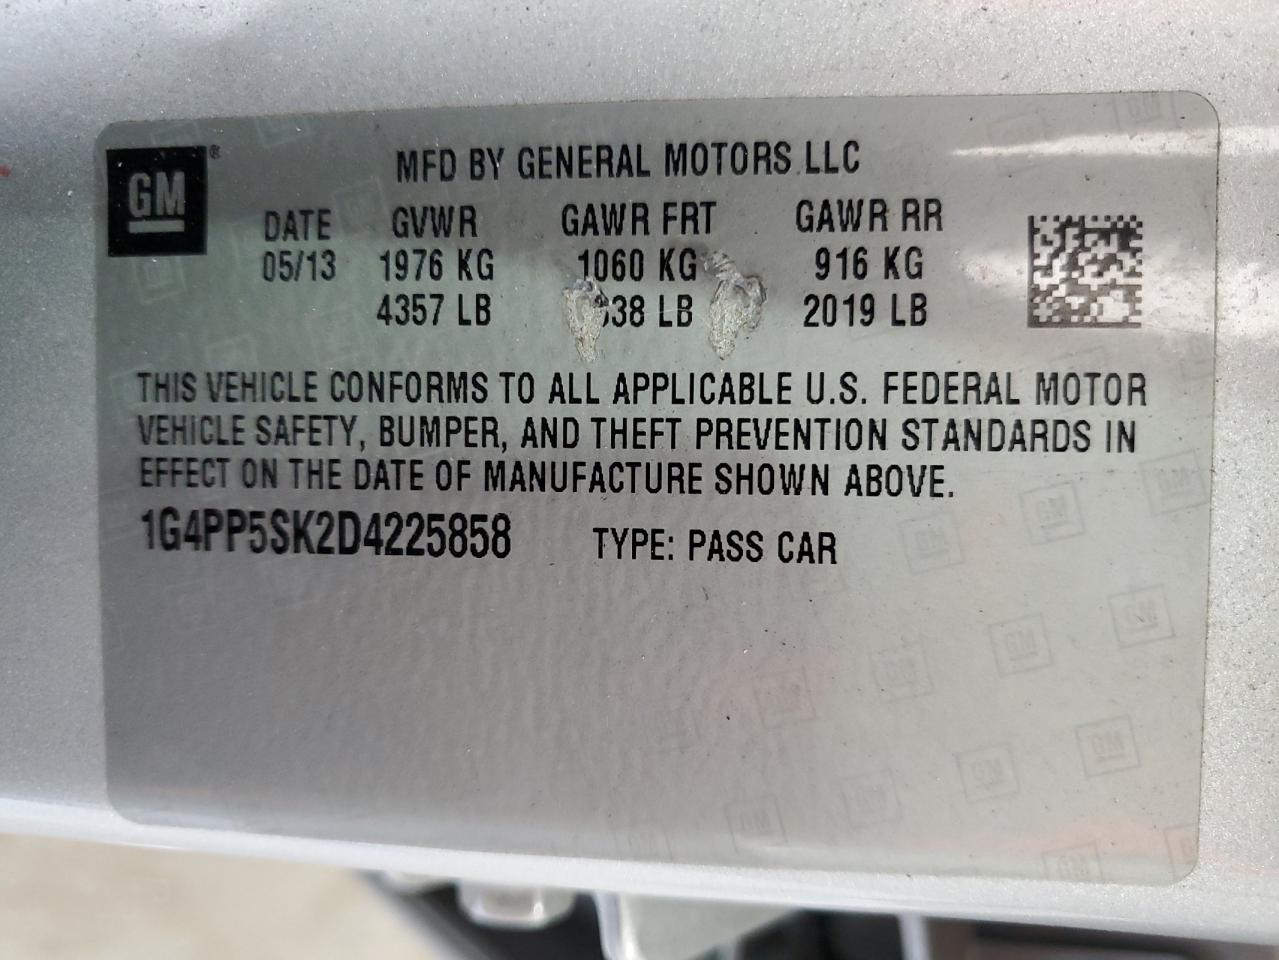 GM ®
MFD BY GENERAL MOTORS LLC
DATE GVWR GAWR FRT GAWR RR
05/13 1976 KG 1060 KG 916 KG
4357 LB LB 2019 LB
THIS VEHICLE CONFORMS TO ALL APPLICABLE U.S. FEDERAL MOTOR
VEHICLE SAFETY, BUMPER, AND THEFT PREVENTION STANDARDS IN
EFFECT ON THE DATE OF MANUFACTURE SHOWN ABOVE.
1G4PP5SK2D4225858 TYPE: PASS CAR